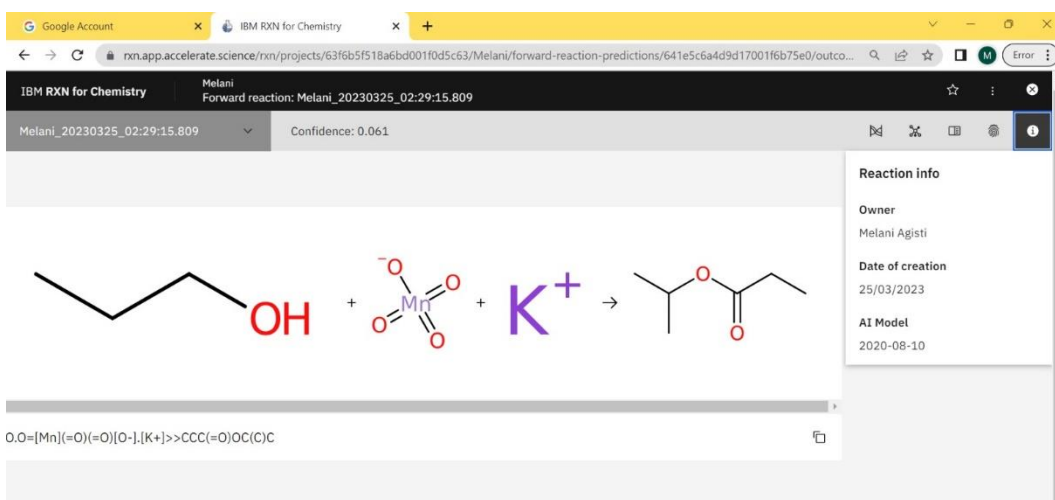 Google Account
IBM RXN for Chemistry
rxn.app.accelerate.science/rxn/projects/63f6b5f518a6bd001f0d5c63/Melani/forward-reaction-predictions/641e5c6a4d9d17001f6b75e0/outco...
M
Error
IBM RXN for Chemistry
Melani
Forward reaction: Melani_20230325_02:29:15.809
Melani_20230325_02:29:15.809
Confidence: 0.061
Reaction info
Owner
Melani Agisti
Date of creation
25/03/2023
AI Model
2020-08-10
OH + -O Mn O O O + K+ → O O
O.O=[Mn](=O)(=O)[O-].[K+]>>CCC(=O)OC(C)C